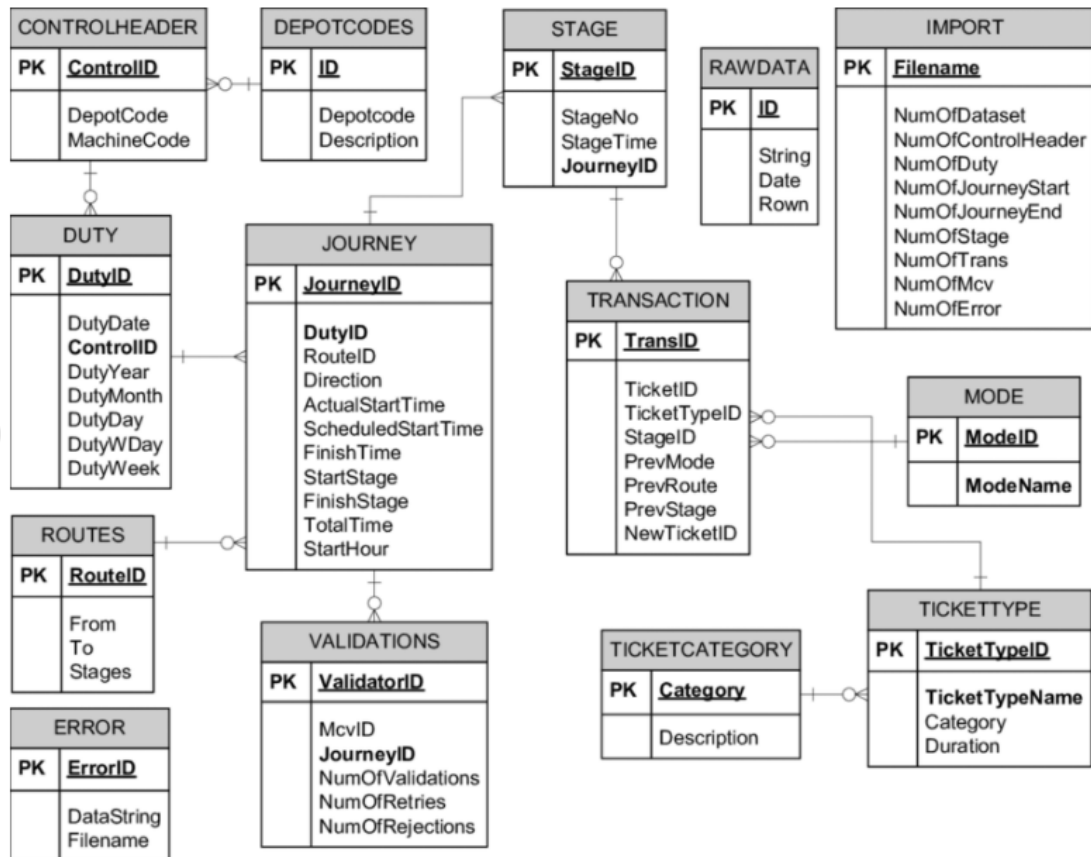 CONTROLHEADER
PK ControlID
DepotCode
MachineCode
DEPOTCODES
PK ID
Depotcode
Description
STAGE
PK StageID
StageNo
StageTime
JourneyID
RAWDATA
PK ID
String
Date
Rown
IMPORT
PK Filename
NumOfDataset
NumOfControlHeader
NumOfDuty
NumOfJourneyStart
NumOfJourneyEnd
NumOfStage
NumOfTrans
NumOfMcv
NumOfError
DUTY
PK DutyID
DutyDate
ControlID
DutyYear
DutyMonth
DutyDay
DutyWDay
DutyWeek
JOURNEY
PK JourneyID
DutyID
RouteID
Direction
ActualStartTime
ScheduledStartTime
FinishTime
StartStage
FinishStage
TotalTime
StartHour
TRANSACTION
PK TransID
TicketID
TicketTypeID
StageID
PrevMode
PrevRoute
PrevStage
NewTicketID
MODE
PK ModeID
ModeName
ROUTES
PK RouteID
From
To
Stages
VALIDATIONS
PK ValidatorID
McvID
JourneyID
NumOfValidations
NumOfRetries
NumOfRejections
TICKETCATEGORY
PK Category
Description
TICKETTYPE
PK TicketTypeID
TicketTypeName
Category
Duration
ERROR
PK ErrorID
DataString
Filename